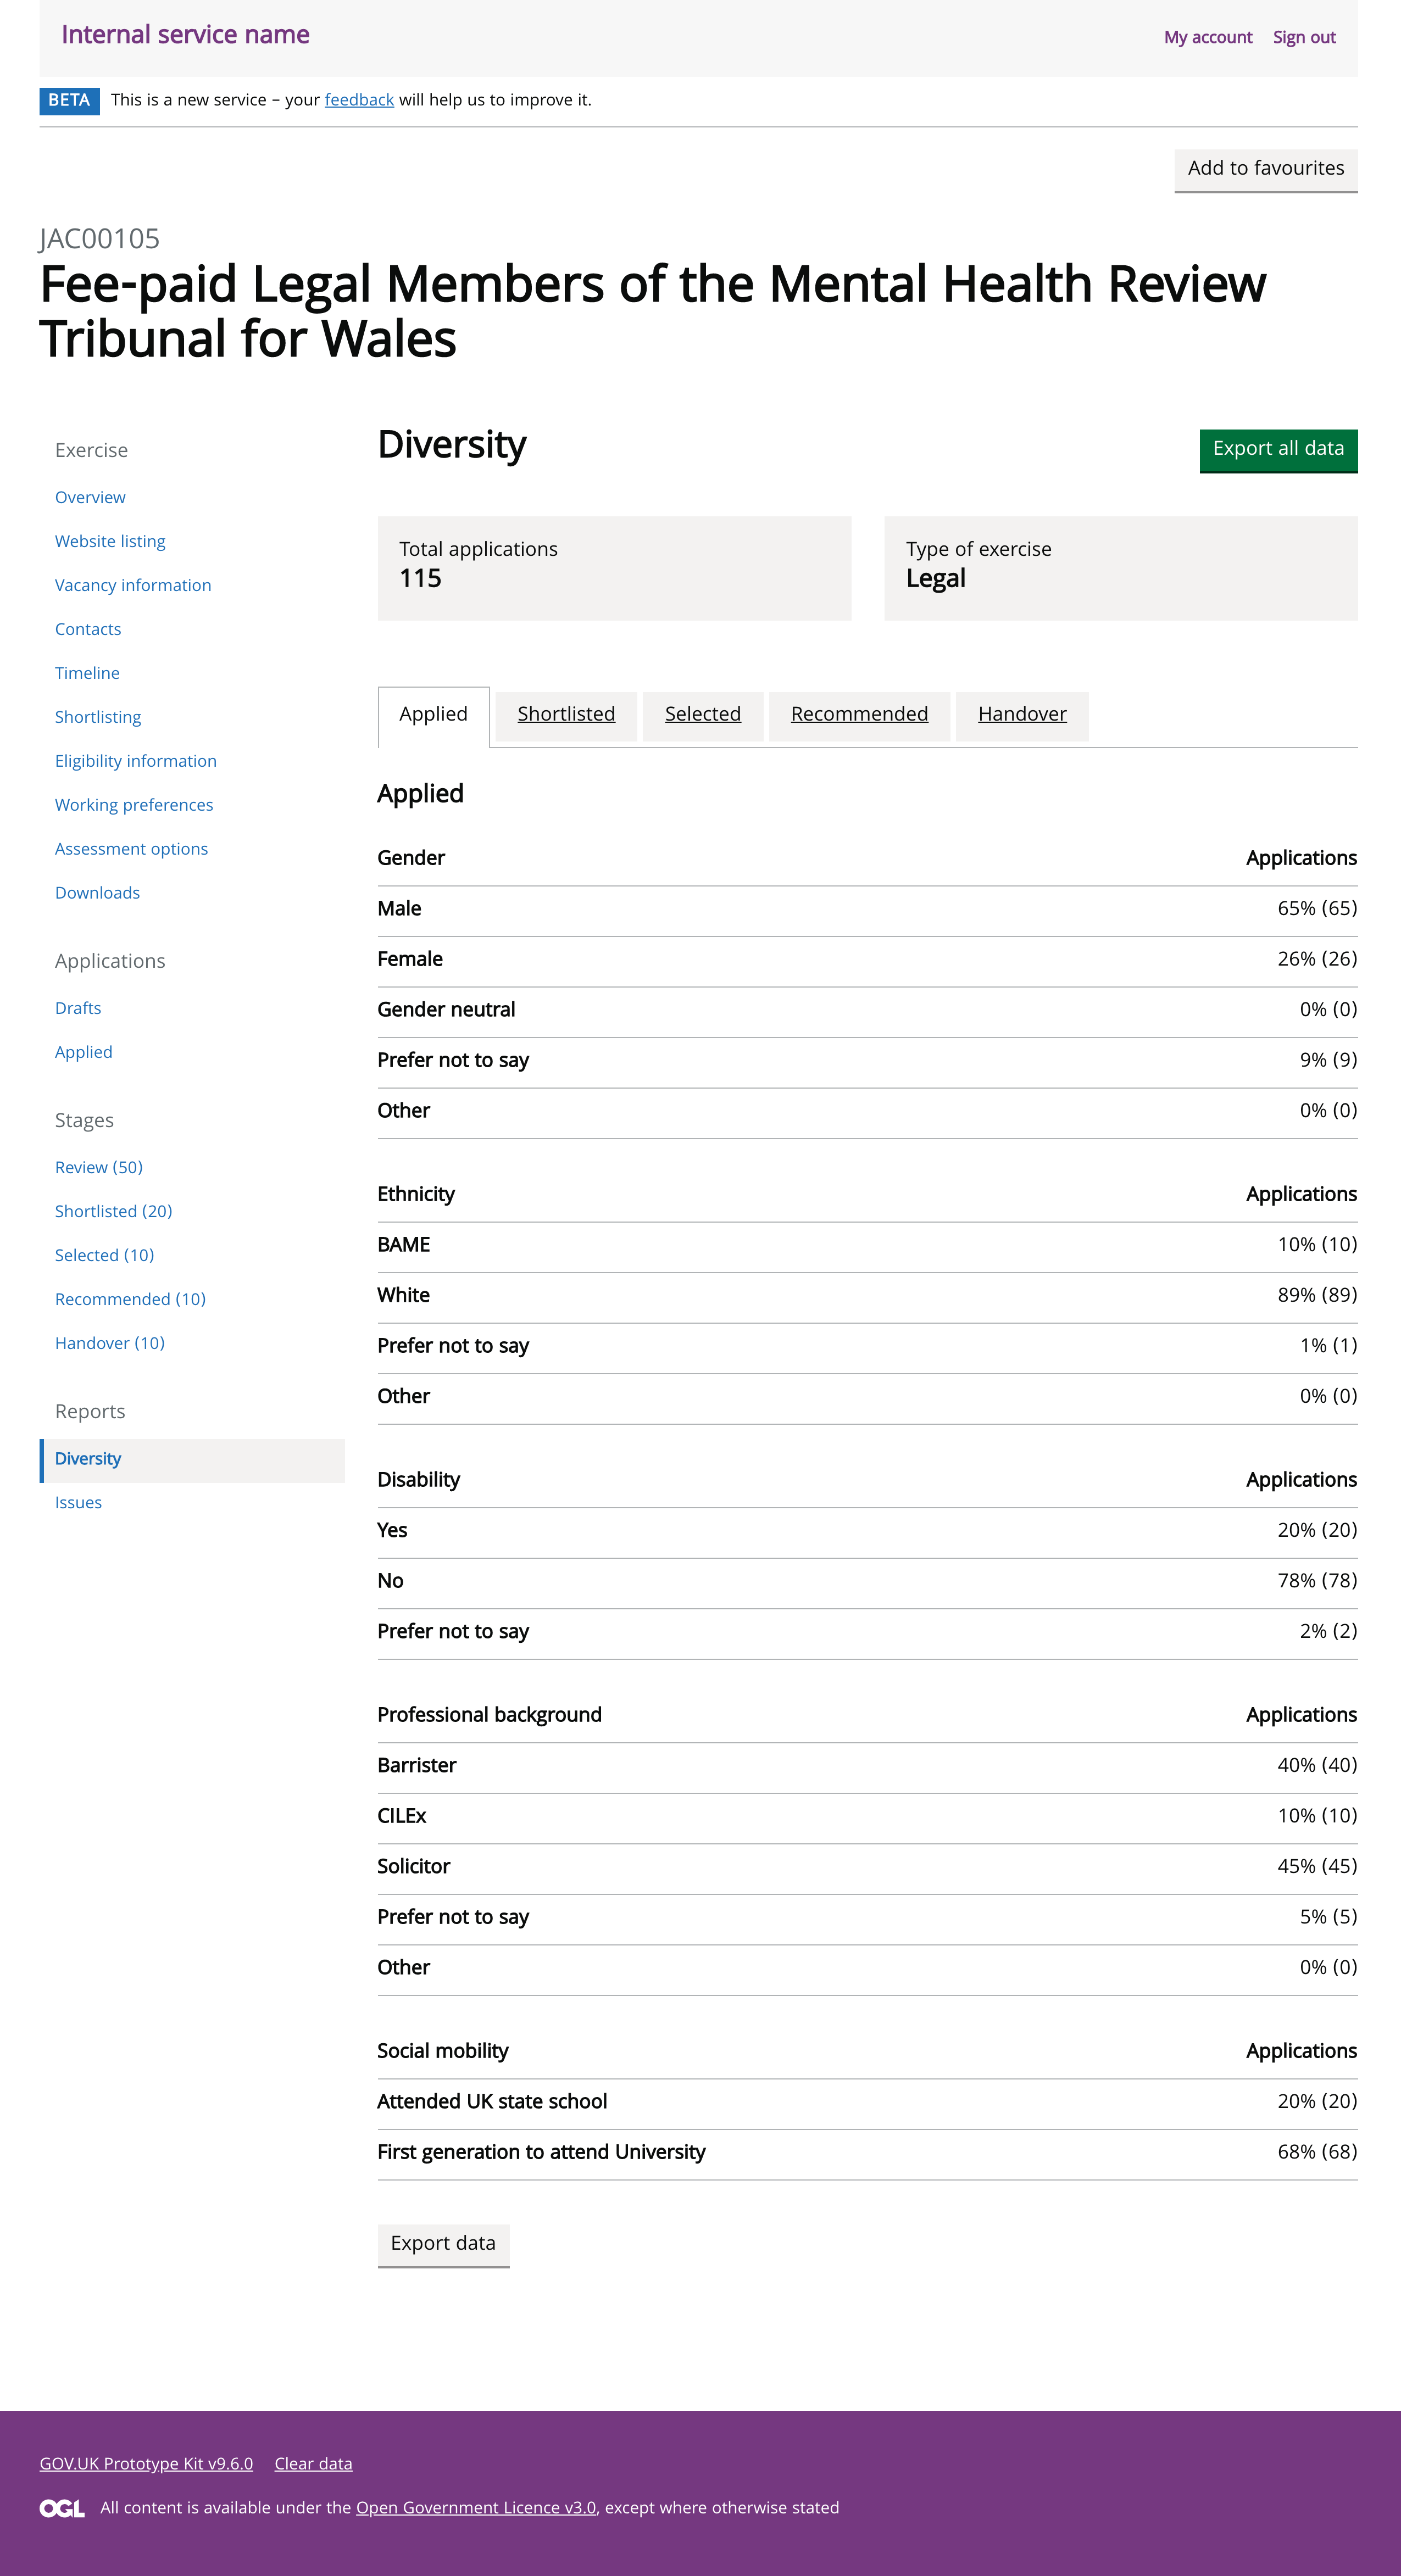 Internal service name
My account Sign out
BETA This is a new service – your feedback will help us to improve it.
Add to favourites
JAC00105
Fee-paid Legal Members of the Mental Health Review
Tribunal for Wales
Exercise
Overview
Website listing
Vacancy information
Contacts
Timeline
Shortlisting
Eligibility information
Working preferences
Assessment options
Downloads
Applications
Drafts
Applied
Stages
Review (50)
Shortlisted (20)
Selected (10)
Recommended (10)
Handover (10)
Reports
Diversity
Issues
Diversity
Export all data
Total applications
115
Type of exercise
Legal
Applied Shortlisted Selected Recommended Handover
Applied
Gender Applications
Male 65% (65)
Female 26% (26)
Gender neutral 0% (0)
Prefer not to say 9% (9)
Other 0% (0)
Ethnicity Applications
BAME 10% (10)
White 89% (89)
Prefer not to say 1% (1)
Other 0% (0)
Disability Applications
Yes 20% (20)
No 78% (78)
Prefer not to say 2% (2)
Professional background Applications
Barrister 40% (40)
CILEx 10% (10)
Solicitor 45% (45)
Prefer not to say 5% (5)
Other 0% (0)
Social mobility Applications
Attended UK state school 20% (20)
First generation to attend University 68% (68)
Export data
GOV.UK Prototype Kit v9.6.0 Clear data
OGL All content is available under the Open Government Licence v3.0, except where otherwise stated